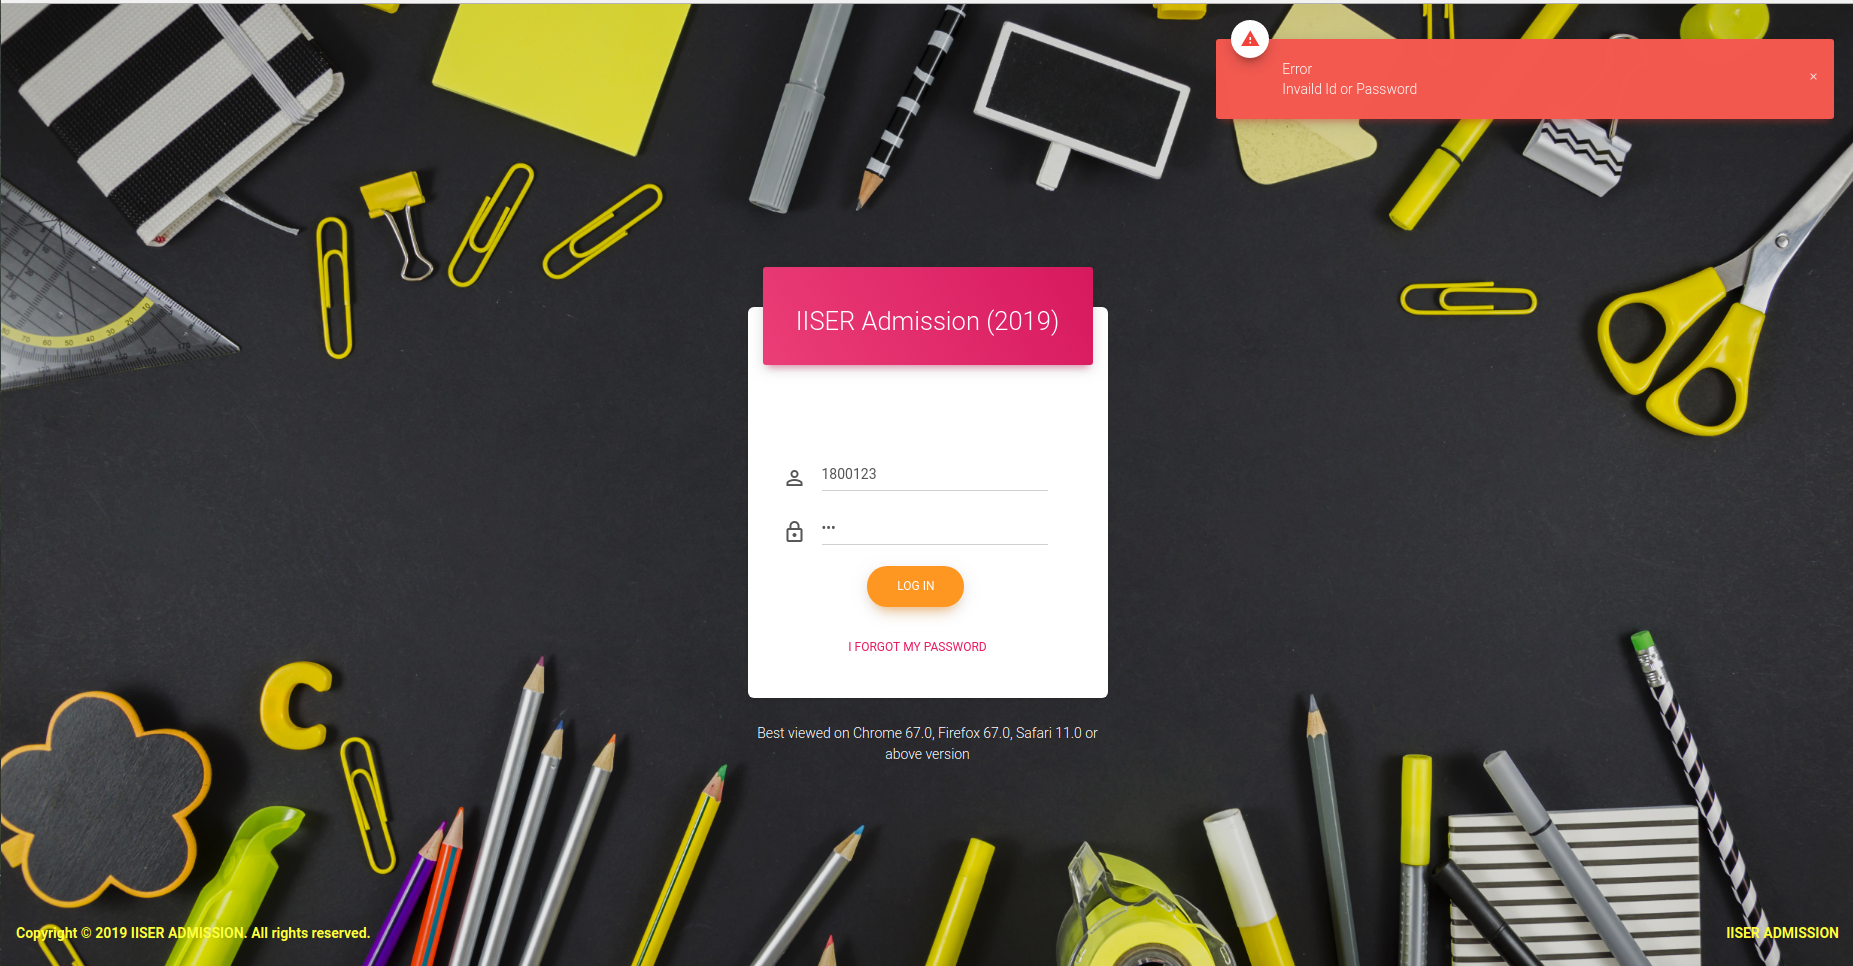 Error
Invaild Id or Password
×
IISER Admission (2019)
1800123
•••
LOG IN
I FORGOT MY PASSWORD
Best viewed on Chrome 67.0, Firefox 67.0, Safari 11.0 or
above version
C
Copyright © 2019 IISER ADMISSION. All rights reserved.
IISER ADMISSION